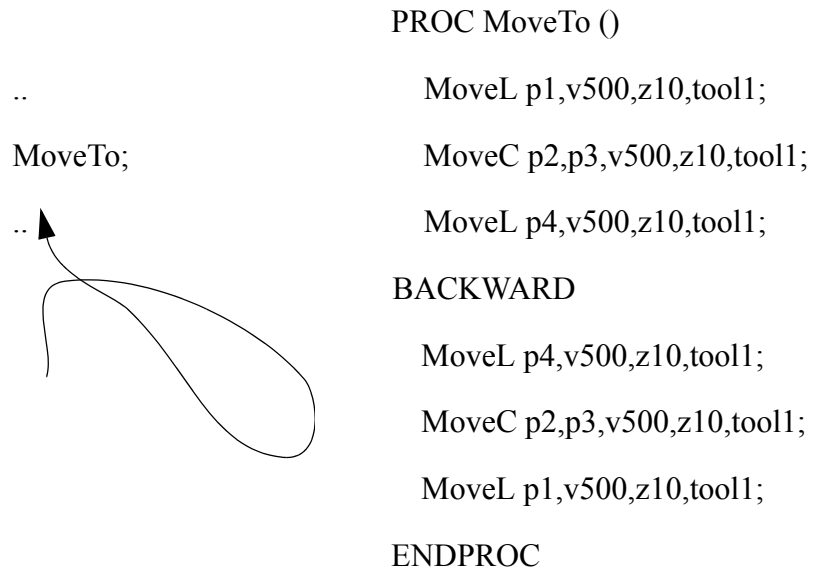 PROC MoveTo ()
..
MoveL p1,v500,z10,tool1;
MoveTo;
MoveC p2,p3,v500,z10,tool1;
..
MoveL p4,v500,z10,tool1;
BACKWARD
MoveL p4,v500,z10,tool1;
MoveC p2,p3,v500,z10,tool1;
MoveL p1,v500,z10,tool1;
ENDPROC